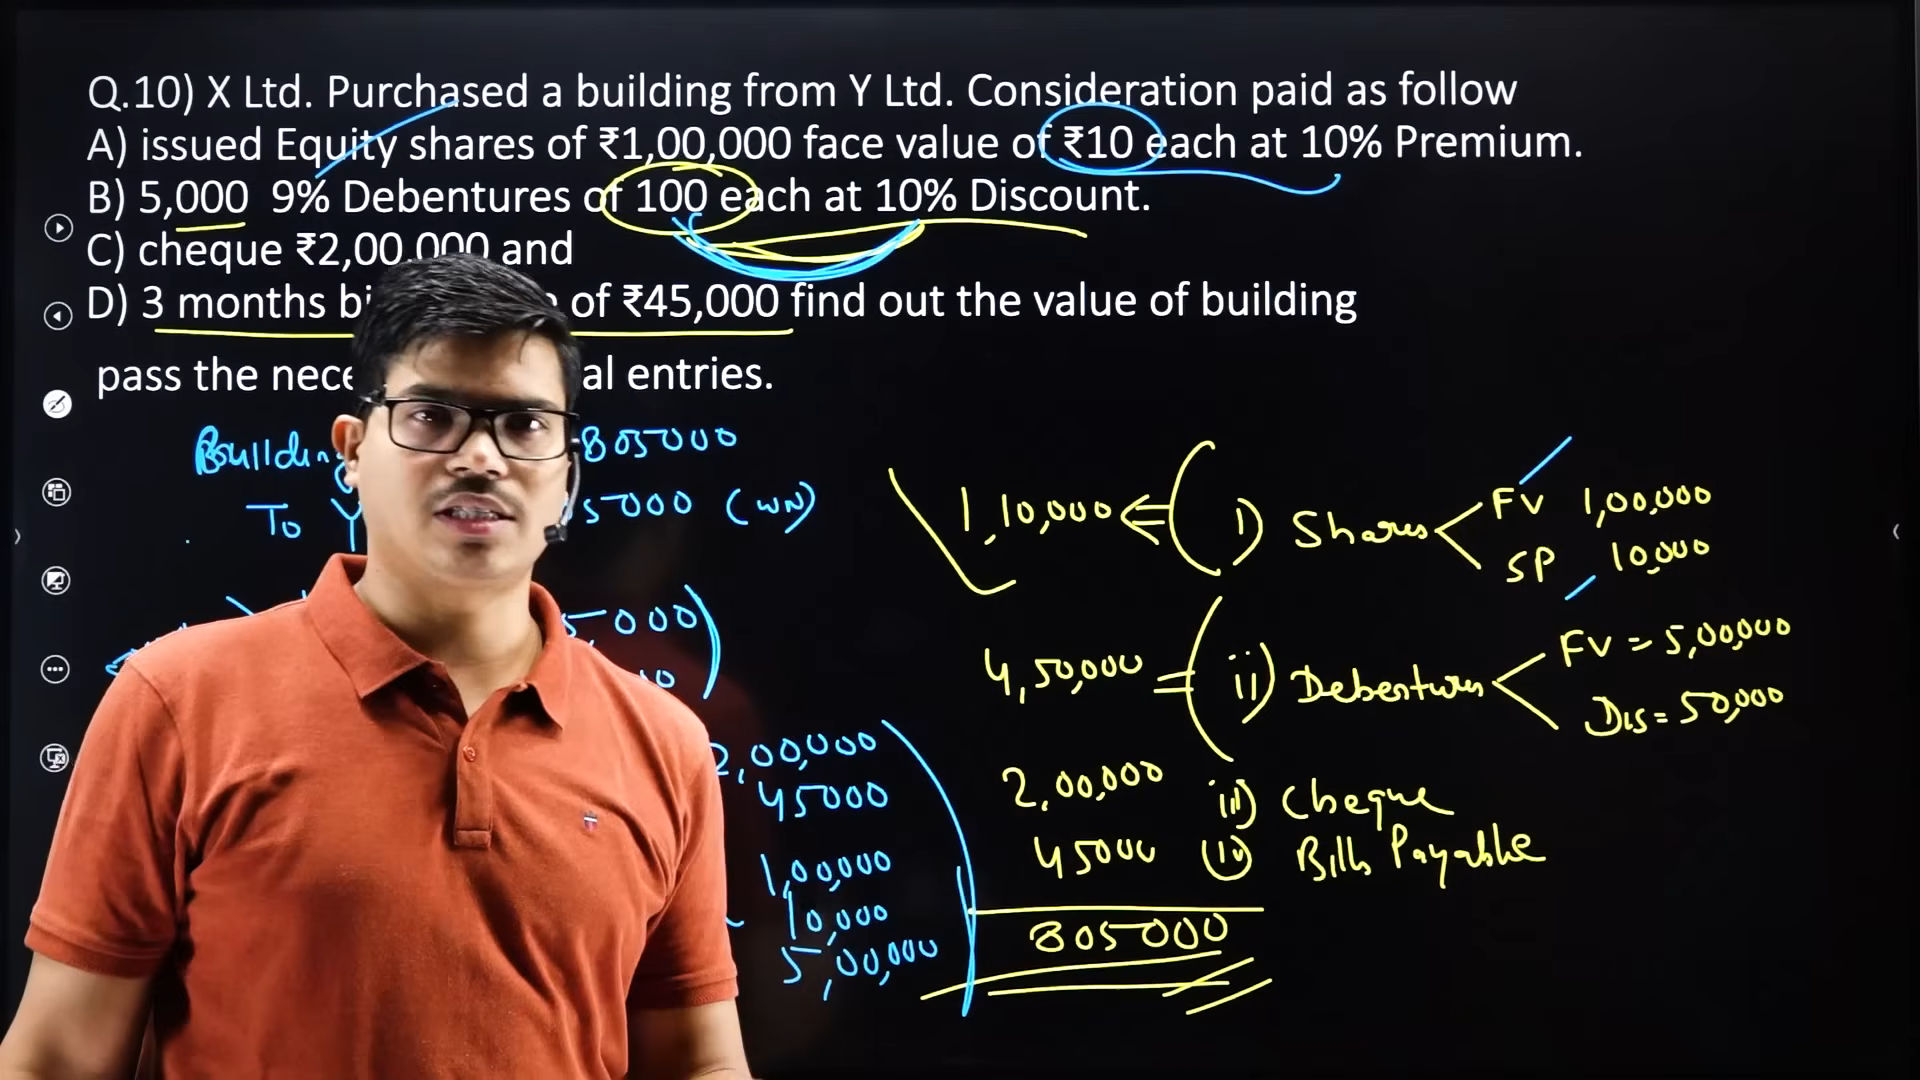 Q.10) X Ltd. Purchased a building from Y Ltd. Consideration paid as follow
A) issued Equity shares of ₹1,00,000 face value of ₹10 each at 10% Premium.
B) 5,000 9% Debentures of 100 each at 10% Discount.
C) cheque ₹2,00,000 and
D) 3 months bi of ₹45,000 find out the value of building
pass the nece al entries.
Building 805000
To Y 5000 (WN)
5,000
2,00,000
45000
1,00,000
10,000
5,00,000
1,10,000 i) Shares FV 1,00,000
SP 10,000
4,50,000 = ii) Debentures FV = 5,00,000
Dis = 50,000
2,00,000 iii) Cheque
45000 (iv) Bills Payable
805000